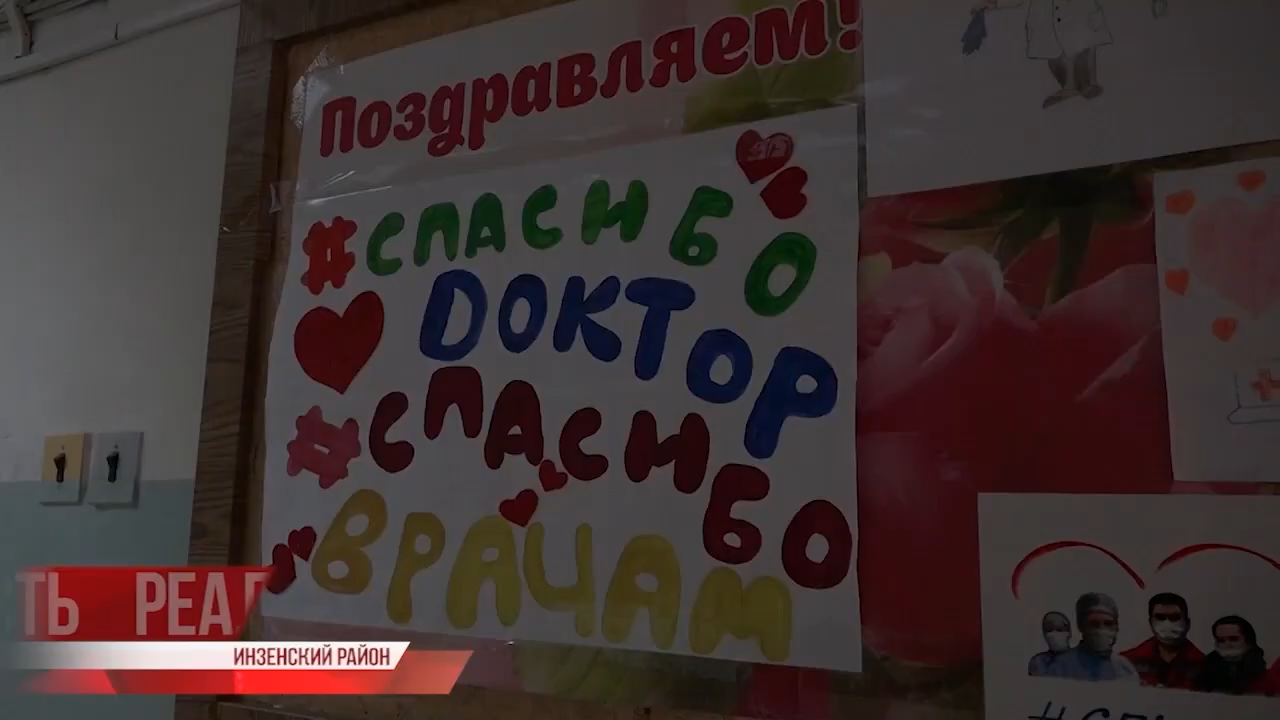 Поздравляем!
#СПАСИБО
ДОКТОР
#СПАСИБО
ВРАЧАМ
ИНЗЕНСКИЙ РАЙОН